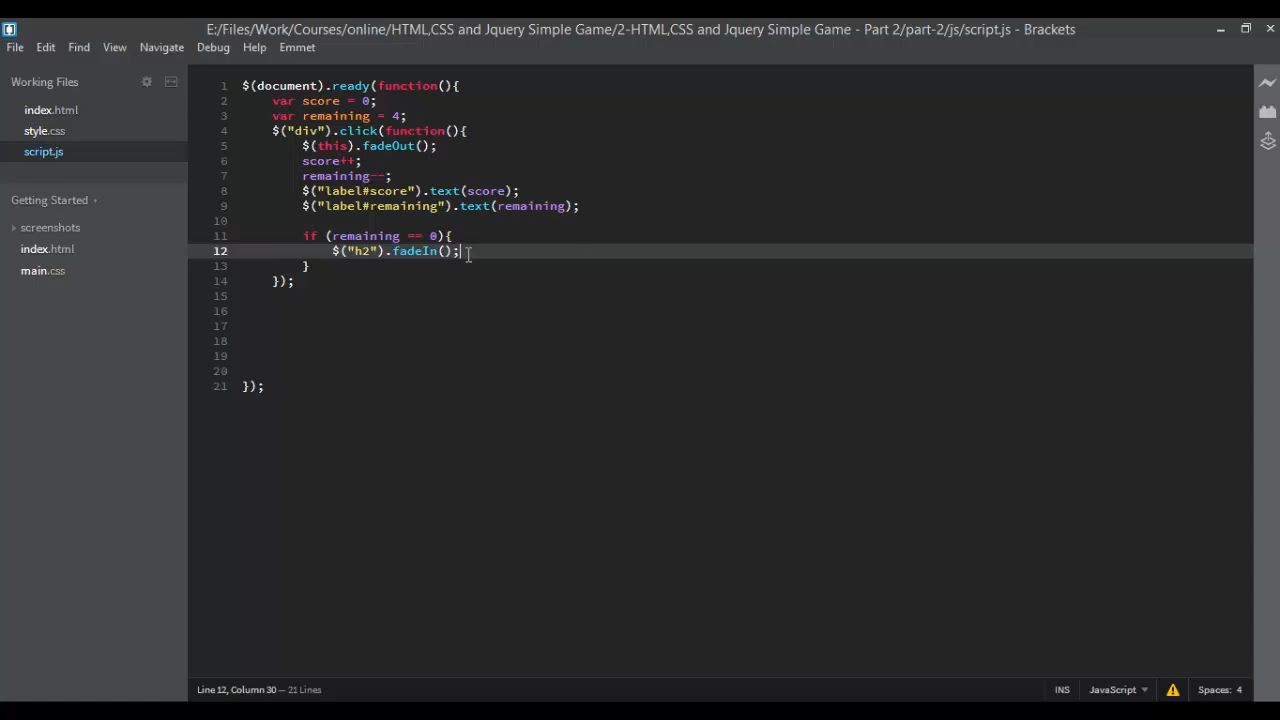 E:/Files/Work/Courses/online/HTML,CSS and Jquery Simple Game/2-HTML,CSS and Jquery Simple Game - Part 2/part-2/js/script.js - Brackets
File Edit Find View Navigate Debug Help Emmet
Working Files
index.html
style.css
script.js
Getting Started
screenshots
index.html
main.css
1 $(document).ready(function(){
2 var score = 0;
3 var remaining = 4;
4 $("div").click(function(){
5 $(this).fadeOut();
6 score++;
7 remaining--;
8 $("label#score").text(score);
9 $("label#remaining").text(remaining);
10
11 if (remaining == 0){
12 $("h2").fadeIn();
13 }
14 });
15
16
17
18
19
20
21 });
Line 12, Column 30 — 21 Lines
INS JavaScript Spaces: 4